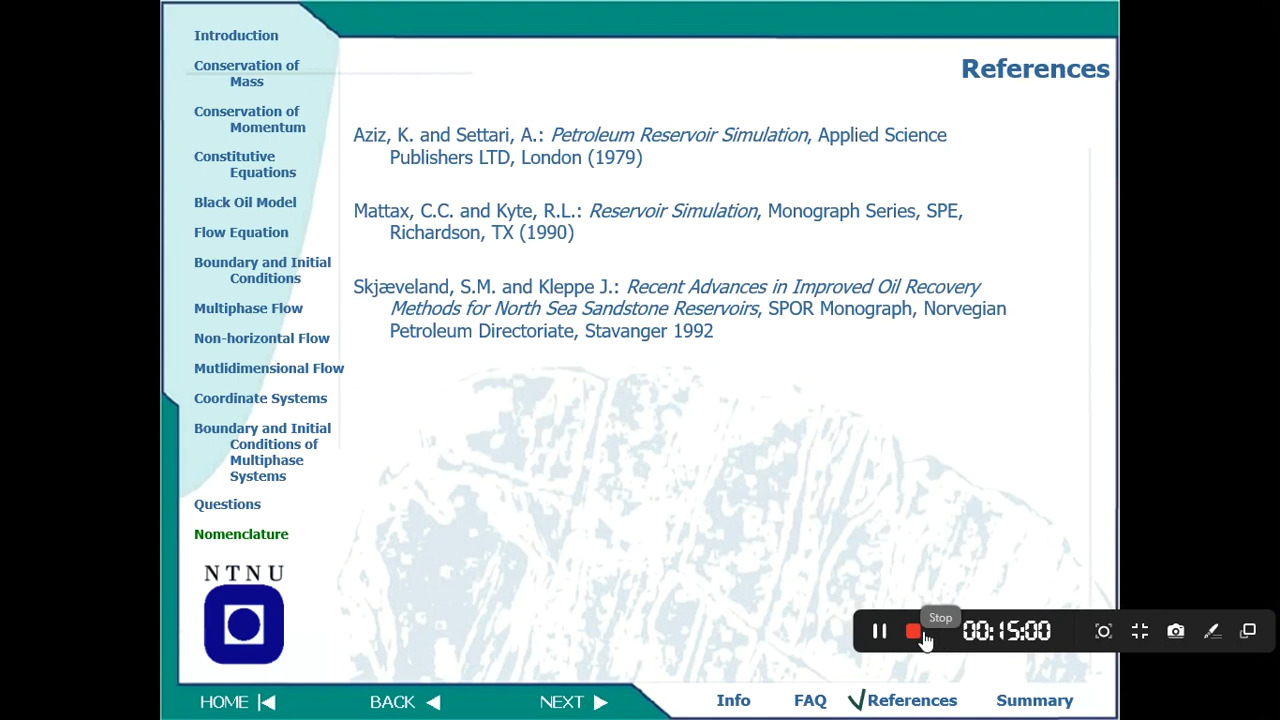 Introduction
Conservation of
Mass
Conservation of
Momentum
Constitutive
Equations
Black Oil Model
Flow Equation
Boundary and Initial
Conditions
Multiphase Flow
Non-horizontal Flow
Mutlidimensional Flow
Coordinate Systems
Boundary and Initial
Conditions of
Multiphase
Systems
Questions
Nomenclature
NTNU
References
Aziz, K. and Settari, A.: Petroleum Reservoir Simulation, Applied Science
Publishers LTD, London (1979)
Mattax, C.C. and Kyte, R.L.: Reservoir Simulation, Monograph Series, SPE,
Richardson, TX (1990)
Skjæveland, S.M. and Kleppe J.: Recent Advances in Improved Oil Recovery
Methods for North Sea Sandstone Reservoirs, SPOR Monograph, Norvegian
Petroleum Directoriate, Stavanger 1992
Stop
00:15:00
HOME
BACK
NEXT
Info
FAQ
References
Summary